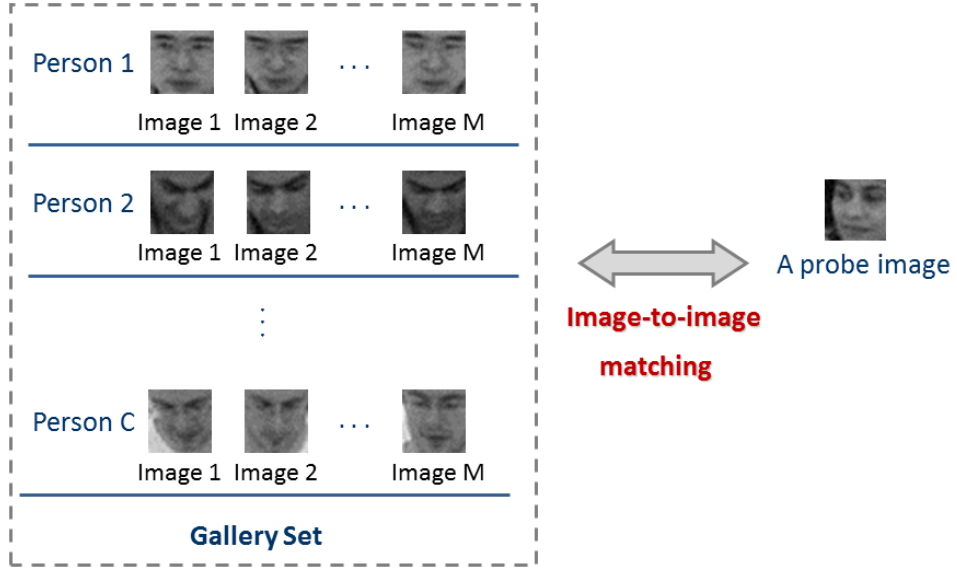 Person 1
. . .
Image 1 Image 2 Image M
Person 2
. . .
Image 1 Image 2 Image M
A probe image
Image-to-image
matching
Person C
. . .
Image 1 Image 2 Image M
Gallery Set